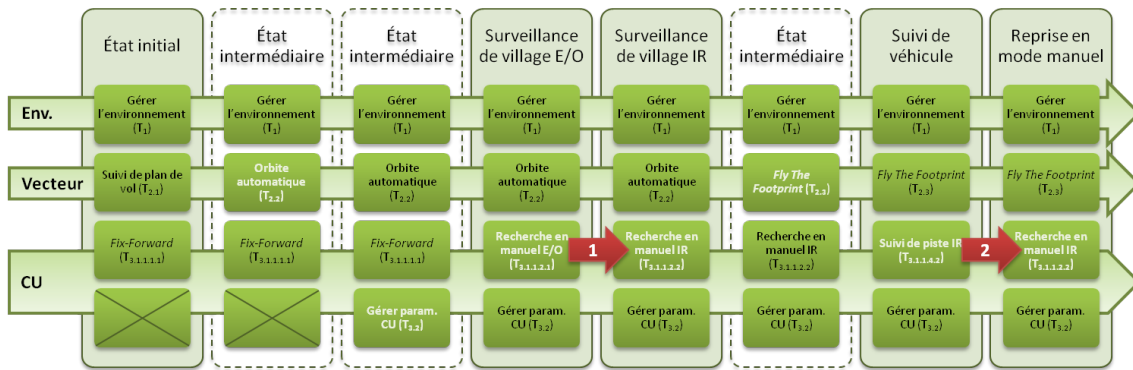 État initial
État
intermédiaire
État
intermédiaire
Surveillance
de village E/O
Surveillance
de village IR
État
intermédiaire
Suivi de
véhicule
Reprise en
mode manuel
Env.
Gérer
l'environnement
(T1)
Gérer
l'environnement
(T1)
Gérer
l'environnement
(T1)
Gérer
l'environnement
(T1)
Gérer
l'environnement
(T1)
Gérer
l'environnement
(T1)
Gérer
l'environnement
(T1)
Gérer
l'environnement
(T1)
Vecteur
Suivi de plan de
vol (T2.1)
Orbite
automatique
(T2.2)
Orbite
automatique
(T2.2)
Orbite
automatique
(T2.2)
Orbite
automatique
(T2.2)
Fly The
Footprint (T2.3)
Fly The Footprint
(T2.3)
Fly The Footprint
(T2.3)
CU
Fix-Forward
(T3.1.1.1.1)
Fix-Forward
(T3.1.1.1.1)
Fix-Forward
(T3.1.1.1.1)
Recherche en
manuel E/O
(T3.1.1.2.1)
1
Recherche en
manuel IR
(T3.1.1.2.2)
Recherche en
manuel IR
(T3.1.1.2.2)
Suivi de piste IR
(T3.1.1.4.2)
2
Recherche en
manuel IR
(T3.1.1.2.2)
Gérer param.
CU (T3.2)
Gérer param.
CU (T3.2)
Gérer param.
CU (T3.2)
Gérer param.
CU (T3.2)
Gérer param.
CU (T3.2)
Gérer param.
CU (T3.2)